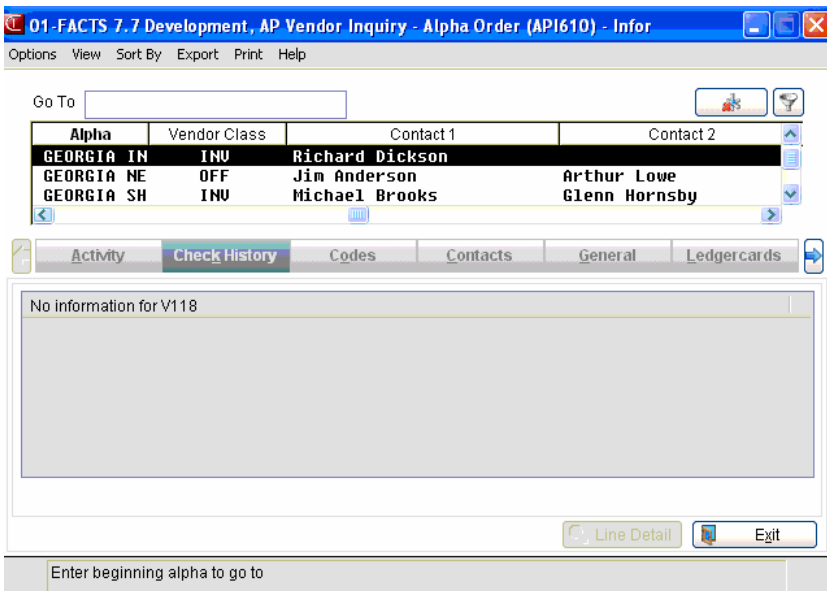 01-FACTS 7.7 Development, AP Vendor Inquiry - Alpha Order (API610) - Infor
Options View Sort By Export Print Help
Go To
Alpha Vendor Class Contact 1 Contact 2
GEORGIA IN INV Richard Dickson
GEORGIA NE OFF Jim Anderson Arthur Lowe
GEORGIA SH INV Michael Brooks Glenn Hornsby
Activity Check History Codes Contacts General Ledgercards
No information for V118
Line Detail Exit
Enter beginning alpha to go to